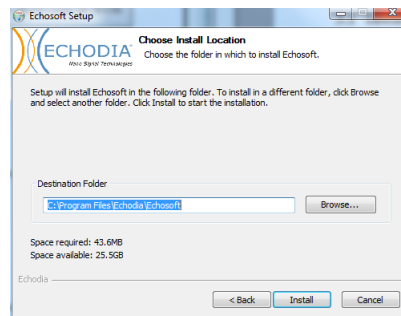 Echosoft Setup
ECHODIA
Choose Install Location
Choose the folder in which to install Echosoft.
Setup will install Echosoft in the following folder. To install in a different folder, click Browse
and select another folder. Click Install to start the installation.
Destination Folder
C:\Program Files\Echodia\Echosoft
Browse...
Space required: 43.6MB
Space available: 25.5GB
Echodia
< Back
Install
Cancel